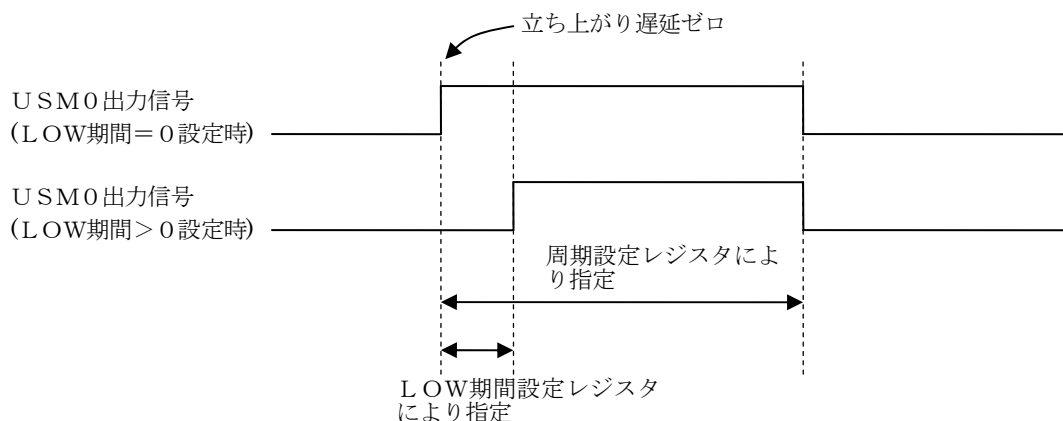 立ち上がり遅延ゼロ
ＵＳＭ０出力信号
(ＬＯＷ期間＝０設定時)
ＵＳＭ０出力信号
(ＬＯＷ期間＞０設定時)
周期設定レジスタによ
り指定
ＬＯＷ期間設定レジスタ
により指定